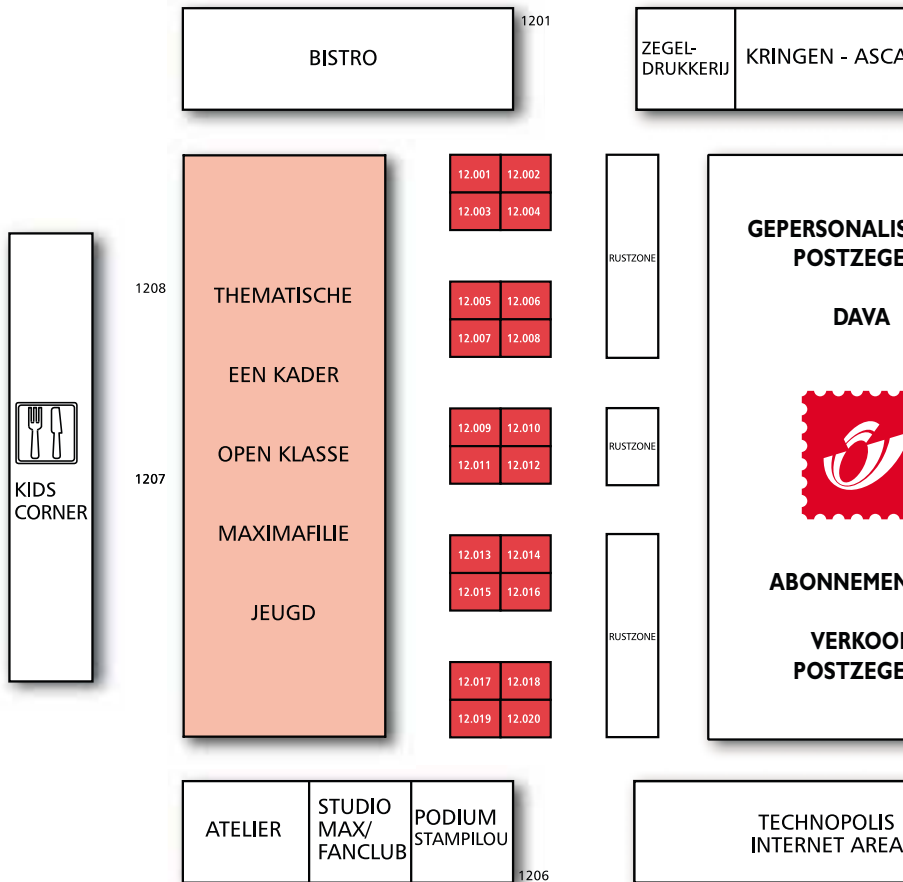 1201
BISTRO
ZEGEL-
DRUKKERIJ
KRINGEN - ASCA
12.001 12.002
12.003 12.004
RUSTZONE
GEPERSONALIS
POSTZEGE
DAVA
1208
THEMATISCHE
12.005 12.006
12.007 12.008
EEN KADER
12.009 12.010
12.011 12.012
RUSTZONE
OPEN KLASSE
1207
KIDS
CORNER
MAXIMAFILIE
12.013 12.014
12.015 12.016
JEUGD
RUSTZONE
ABONNEMEN
VERKOO
POSTZEGE
12.017 12.018
12.019 12.020
ATELIER
STUDIO
MAX/
FANCLUB
PODIUM
STAMPILOU
1206
TECHNOPOLIS
INTERNET AREA